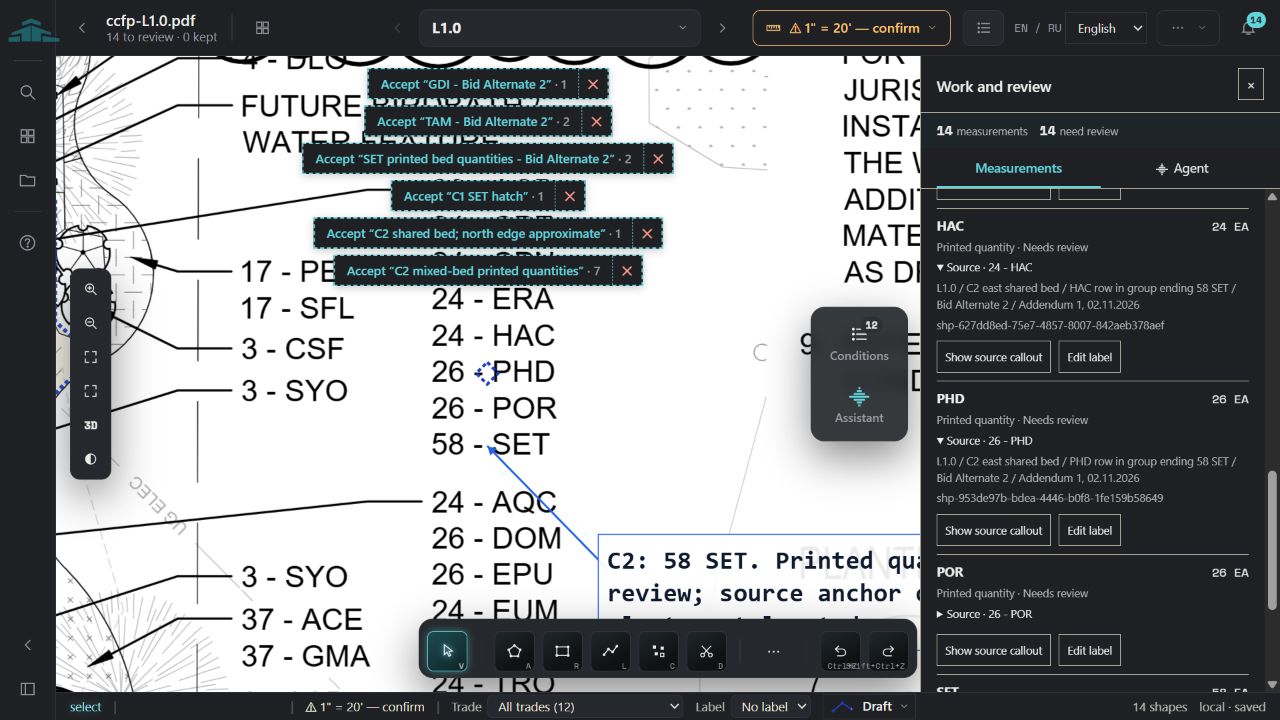 ccfp-L1.0.pdf
14 to review · 0 kept
L1.0
⚠ 1" = 20' — confirm
EN / RU
English
14
4 - DLO
FUTURE
WATER FEATURE
17 - PE
17 - SFL
3 - CSF
3 - SYO
Accept “GDI - Bid Alternate 2” · 1 ×
Accept “TAM - Bid Alternate 2” · 2 ×
Accept “SET printed bed quantities - Bid Alternate 2” · 2 ×
Accept “C1 SET hatch” · 1 ×
Accept “C2 shared bed; north edge approximate” · 1 ×
Accept “C2 mixed-bed printed quantities” · 7 ×
24 - ERA
24 - HAC
26 - PHD
26 - POR
58 - SET
24 - AQC
26 - DOM
26 - EPU
24 - EUM
24 - TRO
3 - SYO
37 - ACE
37 - GMA
UG ELEC
FOR
JURIS
INSTA
THE
ADDIT
MATE
AS D
9
C2: 58 SET. Printed qua
review; source anchor
3D
12
Conditions
Assistant
V
A
R
L
C
D
Work and review
×
14 measurements 14 need review
Measurements
Agent
HAC
24 EA
Printed quantity · Needs review
▼ Source · 24 - HAC
L1.0 / C2 east shared bed / HAC row in group ending 58 SET /
Bid Alternate 2 / Addendum 1, 02.11.2026
shp-627dd8ed-75e7-4857-8007-842aeb378aef
Show source callout
Edit label
PHD
26 EA
Printed quantity · Needs review
▼ Source · 26 - PHD
L1.0 / C2 east shared bed / PHD row in group ending 58 SET /
Bid Alternate 2 / Addendum 1, 02.11.2026
shp-953de97b-bdea-4446-b0f8-1fe159b58649
Show source callout
Edit label
POR
26 EA
Printed quantity · Needs review
▶ Source · 26 - POR
Show source callout
Edit label
SET
58 EA
select
⚠ 1" = 20' — confirm
Trade
All trades (12)
Label
No label
Draft
14 shapes
local · saved